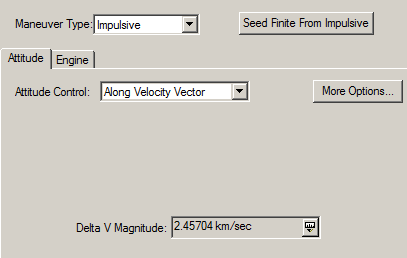 Maneuver Type: Impulsive Seed Finite From Impulsive
Attitude Engine
Attitude Control: Along Velocity Vector More Options...
Delta V Magnitude: 2.45704 km/sec